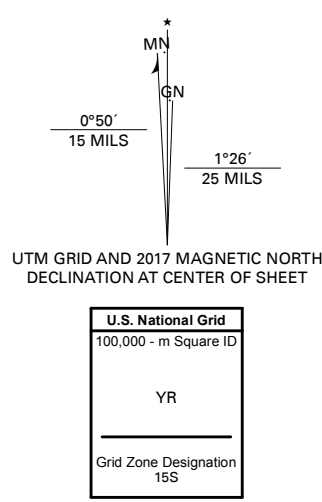 ★
MN
GN
0°50´
15 MILS
1°26´
25 MILS
UTM GRID AND 2017 MAGNETIC NORTH
DECLINATION AT CENTER OF SHEET
U.S. National Grid
100,000 - m Square ID
YR
Grid Zone Designation
15S